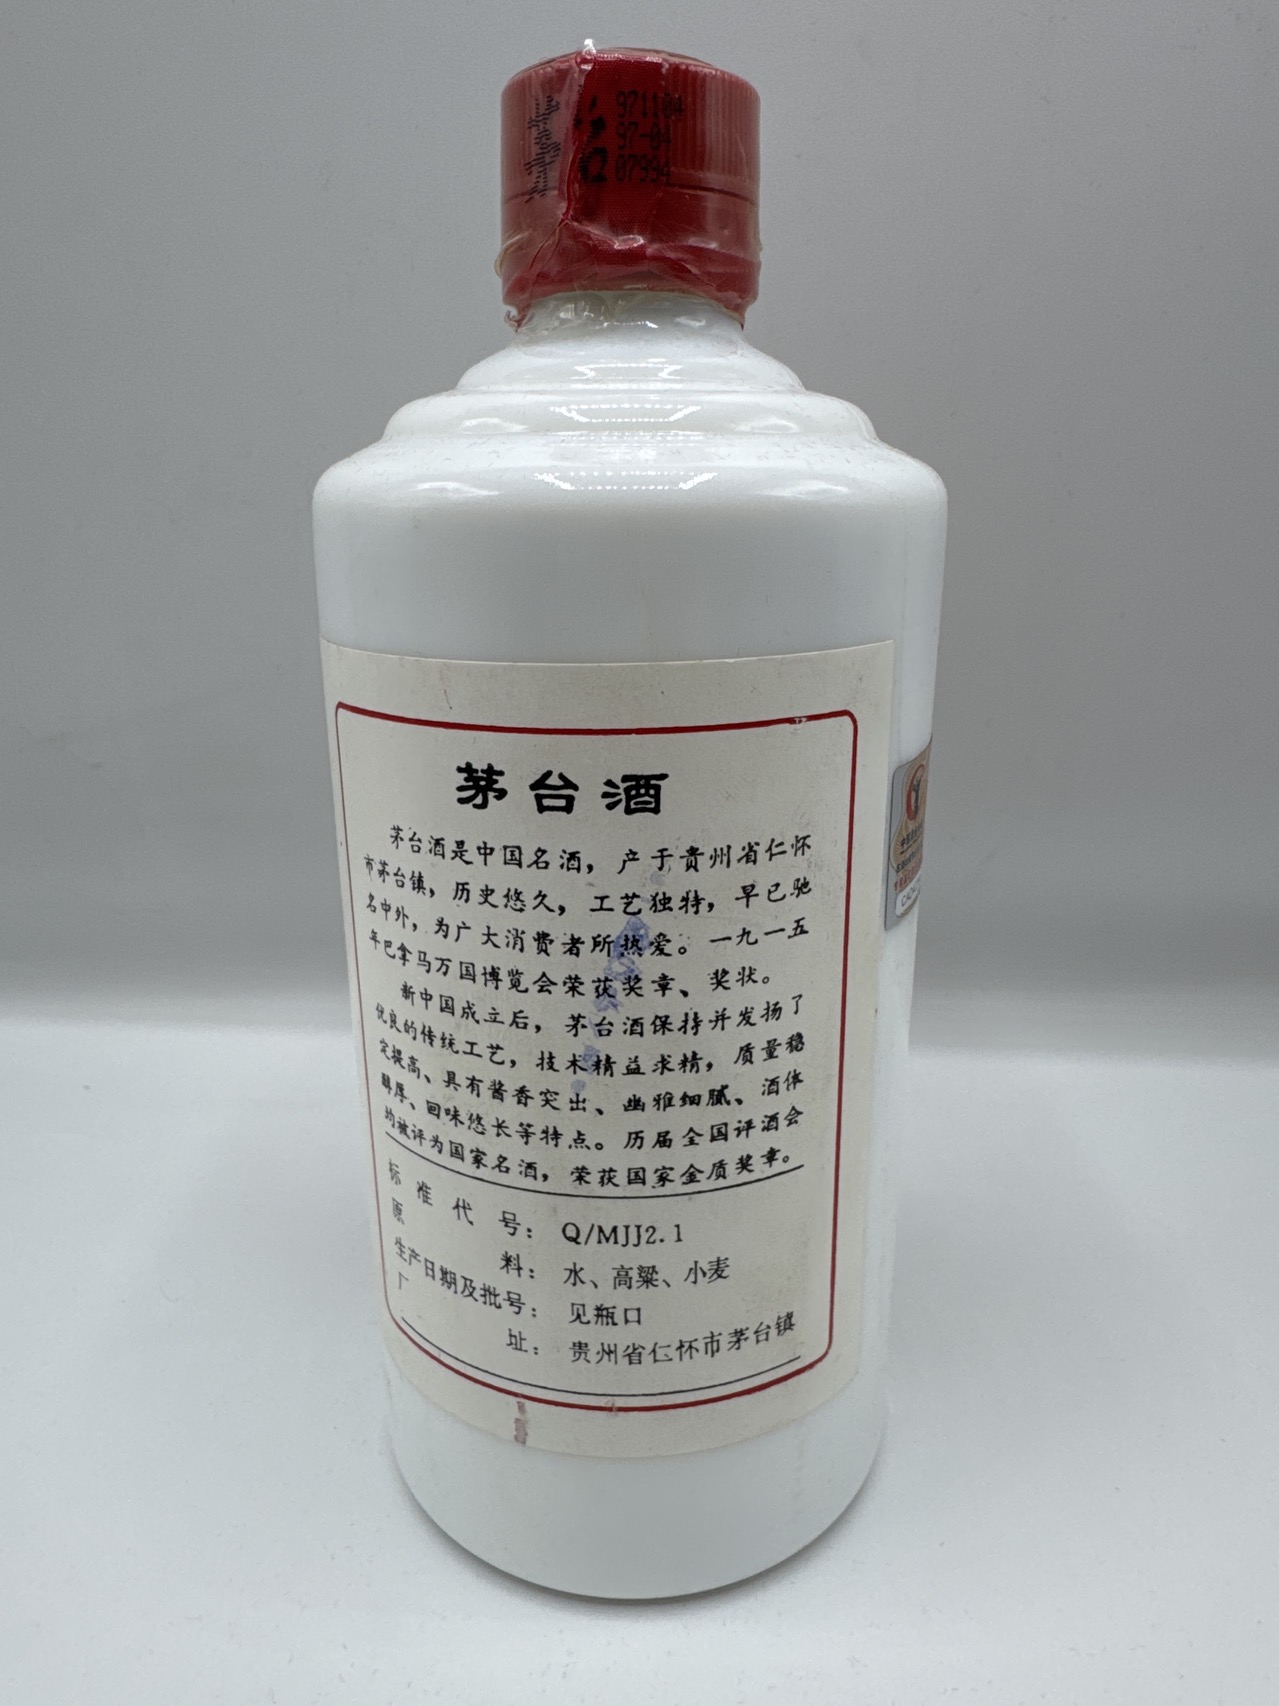 茅台
971104
97-04
07994
茅台酒
茅台酒是中国名酒，产于贵州省仁怀
市茅台镇，历史悠久，工艺独特，早已驰
名中外，为广大消费者所热爱。一九一五
年巴拿马万国博览会荣获奖章、奖状。
新中国成立后，茅台酒保持并发扬了
优良的传统工艺，技术精益求精，质量稳
定提高、具有酱香突出、幽雅细腻、酒体
醇厚、回味悠长等特点。历届全国评酒会
均被评为国家名酒，荣获国家金质奖章。
标准代号：Q/MJJ2.1
原料：水、高粱、小麦
生产日期及批号：见瓶口
厂址：贵州省仁怀市茅台镇